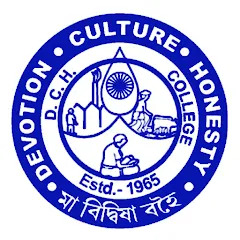 DEVOTION • CULTURE • HONESTY
D. C. H. COLLEGE
Estd.- 1965
মা বিদ্বিষা বহৈ